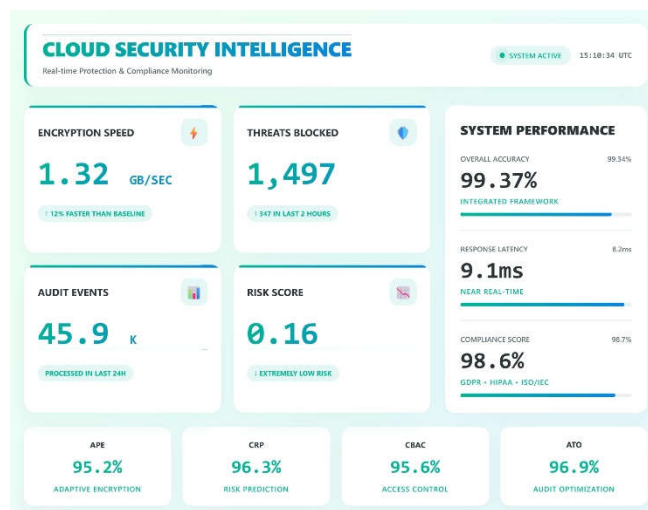 CLOUD SECURITY INTELLIGENCE
Real-time Protection & Compliance Monitoring
SYSTEM ACTIVE
15:10:34 UTC
ENCRYPTION SPEED
1.32 GB/SEC
↑ 12% FASTER THAN BASELINE
THREATS BLOCKED
1,497
↑ 347 IN LAST 2 HOURS
AUDIT EVENTS
45.9 K
PROCESSED IN LAST 24H
RISK SCORE
0.16
↓ EXTREMELY LOW RISK
SYSTEM PERFORMANCE
OVERALL ACCURACY 99.34%
99.37%
INTEGRATED FRAMEWORK
RESPONSE LATENCY 8.2ms
9.1ms
NEAR REAL-TIME
COMPLIANCE SCORE 98.7%
98.6%
GDPR • HIPAA • ISO/IEC
APE
95.2%
ADAPTIVE ENCRYPTION
CRP
96.3%
RISK PREDICTION
CBAC
95.6%
ACCESS CONTROL
ATO
96.9%
AUDIT OPTIMIZATION